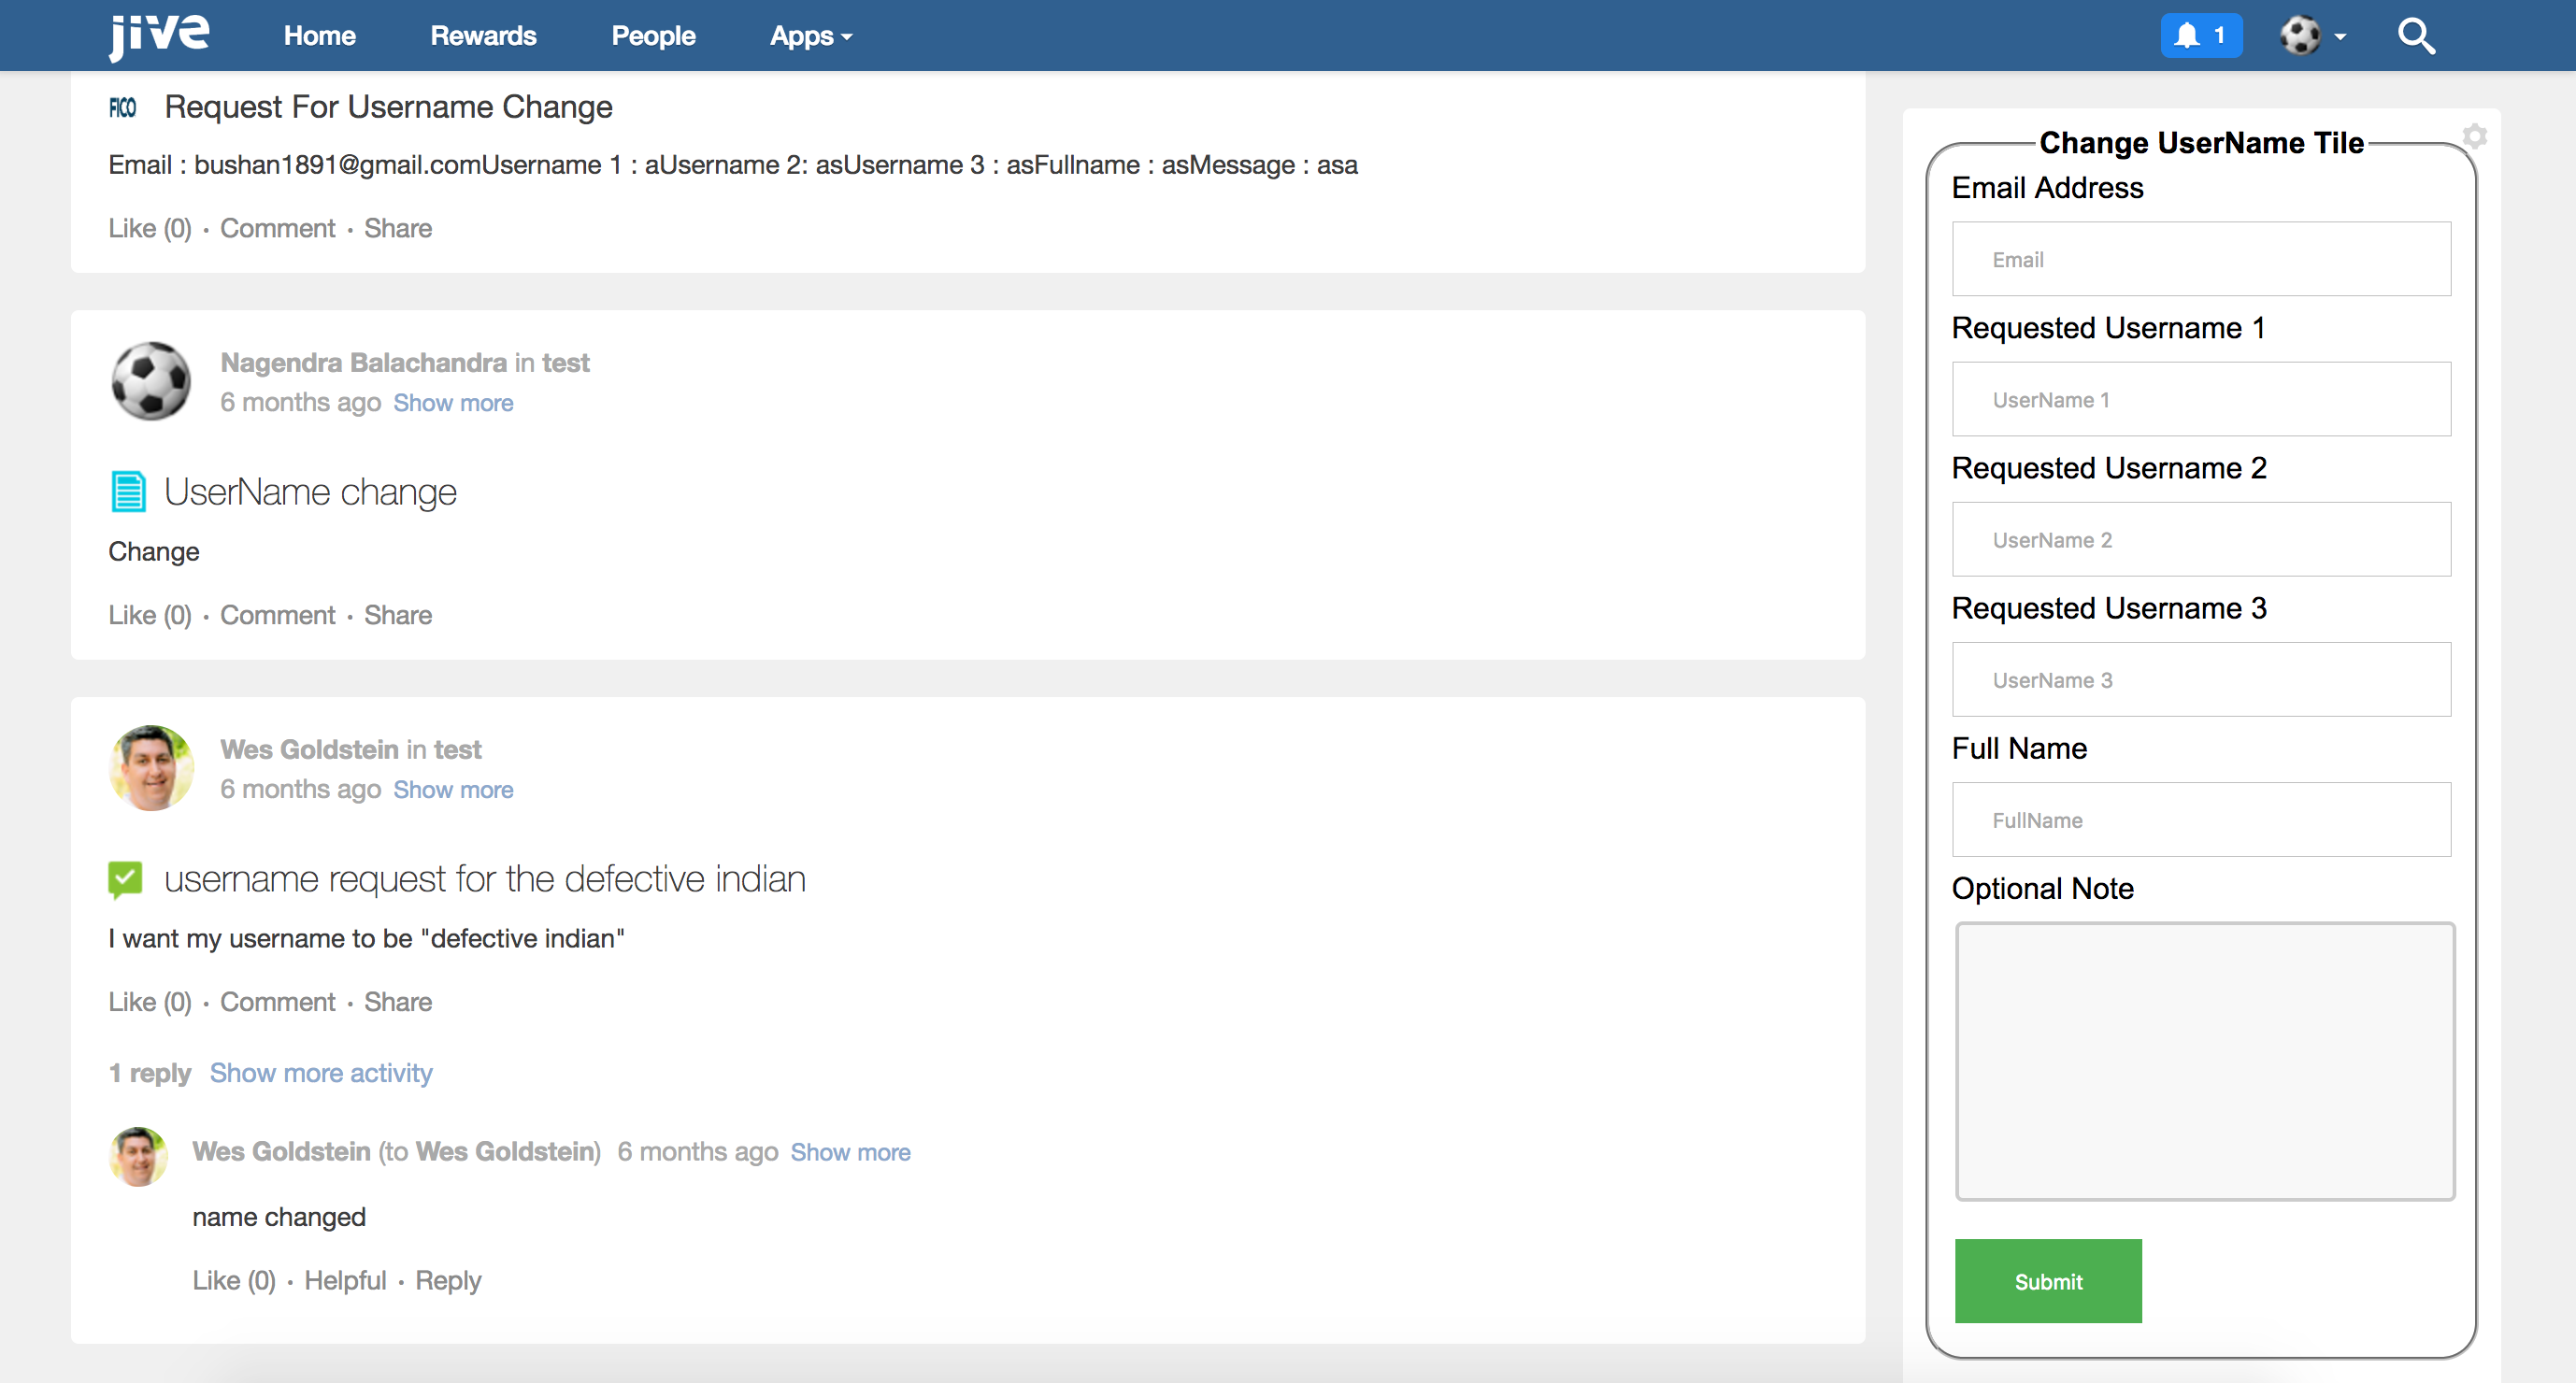 jive Home Rewards People Apps 1
FICO Request For Username Change
Email : bushan1891@gmail.comUsername 1 : aUsername 2: asUsername 3 : asFullname : asMessage : asa
Like (0) · Comment · Share
Nagendra Balachandra in test
6 months ago Show more
UserName change
Change
Like (0) · Comment · Share
Wes Goldstein in test
6 months ago Show more
username request for the defective indian
I want my username to be "defective indian"
Like (0) · Comment · Share
1 reply Show more activity
Wes Goldstein (to Wes Goldstein) 6 months ago Show more
name changed
Like (0) · Helpful · Reply
Change UserName Tile
Email Address
Email
Requested Username 1
UserName 1
Requested Username 2
UserName 2
Requested Username 3
UserName 3
Full Name
FullName
Optional Note
Submit